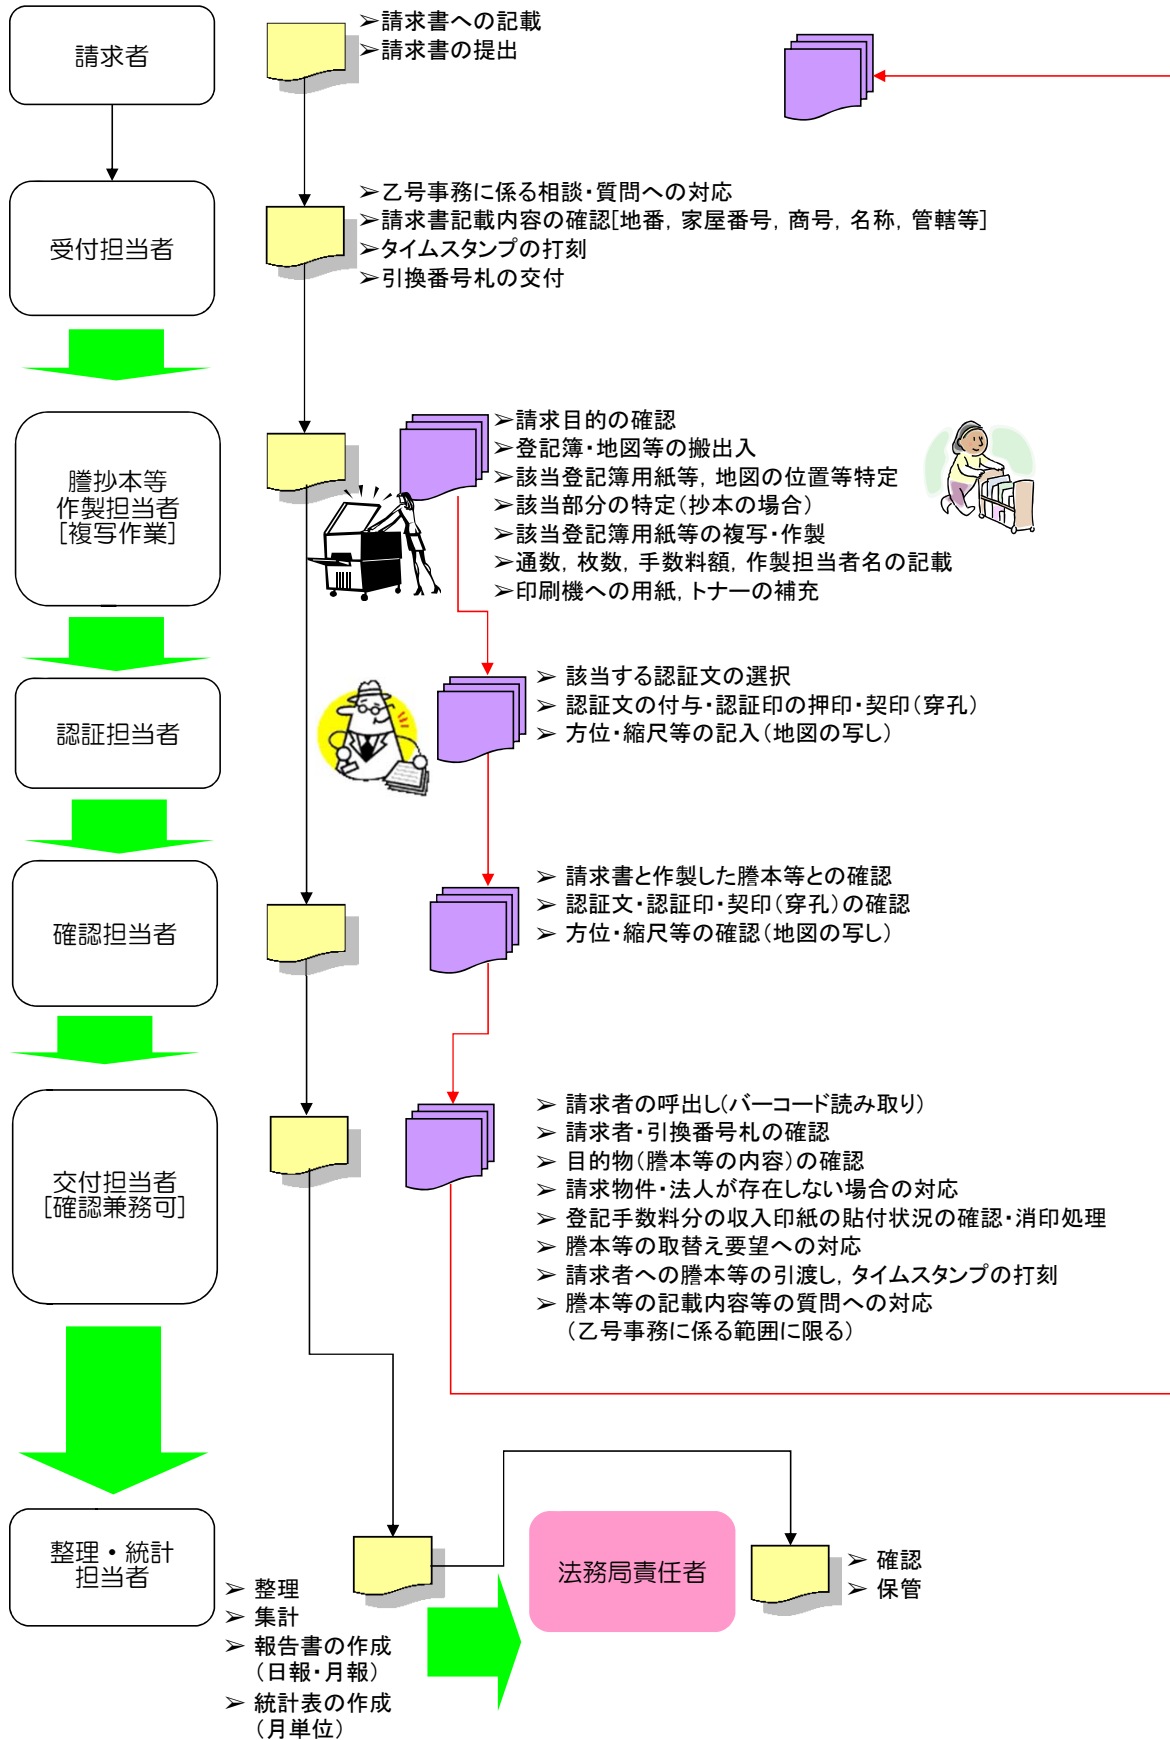 請求者
➢請求書への記載
➢請求書の提出
受付担当者
➢乙号事務に係る相談・質問への対応
➢請求書記載内容の確認[地番, 家屋番号, 商号, 名称, 管轄等]
➢タイムスタンプの打刻
➢引換番号札の交付
謄抄本等
作製担当者
[複写作業]
➢請求目的の確認
➢登記簿・地図等の搬出入
➢該当登記簿用紙等, 地図の位置等特定
➢該当部分の特定(抄本の場合)
➢該当登記簿用紙等の複写・作製
➢通数, 枚数, 手数料額, 作製担当者名の記載
➢印刷機への用紙, トナーの補充
認証担当者
➢ 該当する認証文の選択
➢ 認証文の付与・認証印の押印・契印(穿孔)
➢ 方位・縮尺等の記入(地図の写し)
確認担当者
➢ 請求書と作製した謄本等との確認
➢ 認証文・認証印・契印(穿孔)の確認
➢ 方位・縮尺等の確認(地図の写し)
交付担当者
[確認兼務可]
➢ 請求者の呼出し(バーコード読み取り)
➢ 請求者・引換番号札の確認
➢ 目的物(謄本等の内容)の確認
➢ 請求物件・法人が存在しない場合の対応
➢ 登記手数料分の収入印紙の貼付状況の確認・消印処理
➢ 謄本等の取替え要望への対応
➢ 請求者への謄本等の引渡し, タイムスタンプの打刻
➢ 謄本等の記載内容等の質問への対応
(乙号事務に係る範囲に限る)
整理・統計
担当者
➢ 整理
➢ 集計
➢ 報告書の作成
(日報・月報)
➢ 統計表の作成
(月単位)
法務局責任者
➢ 確認
➢ 保管